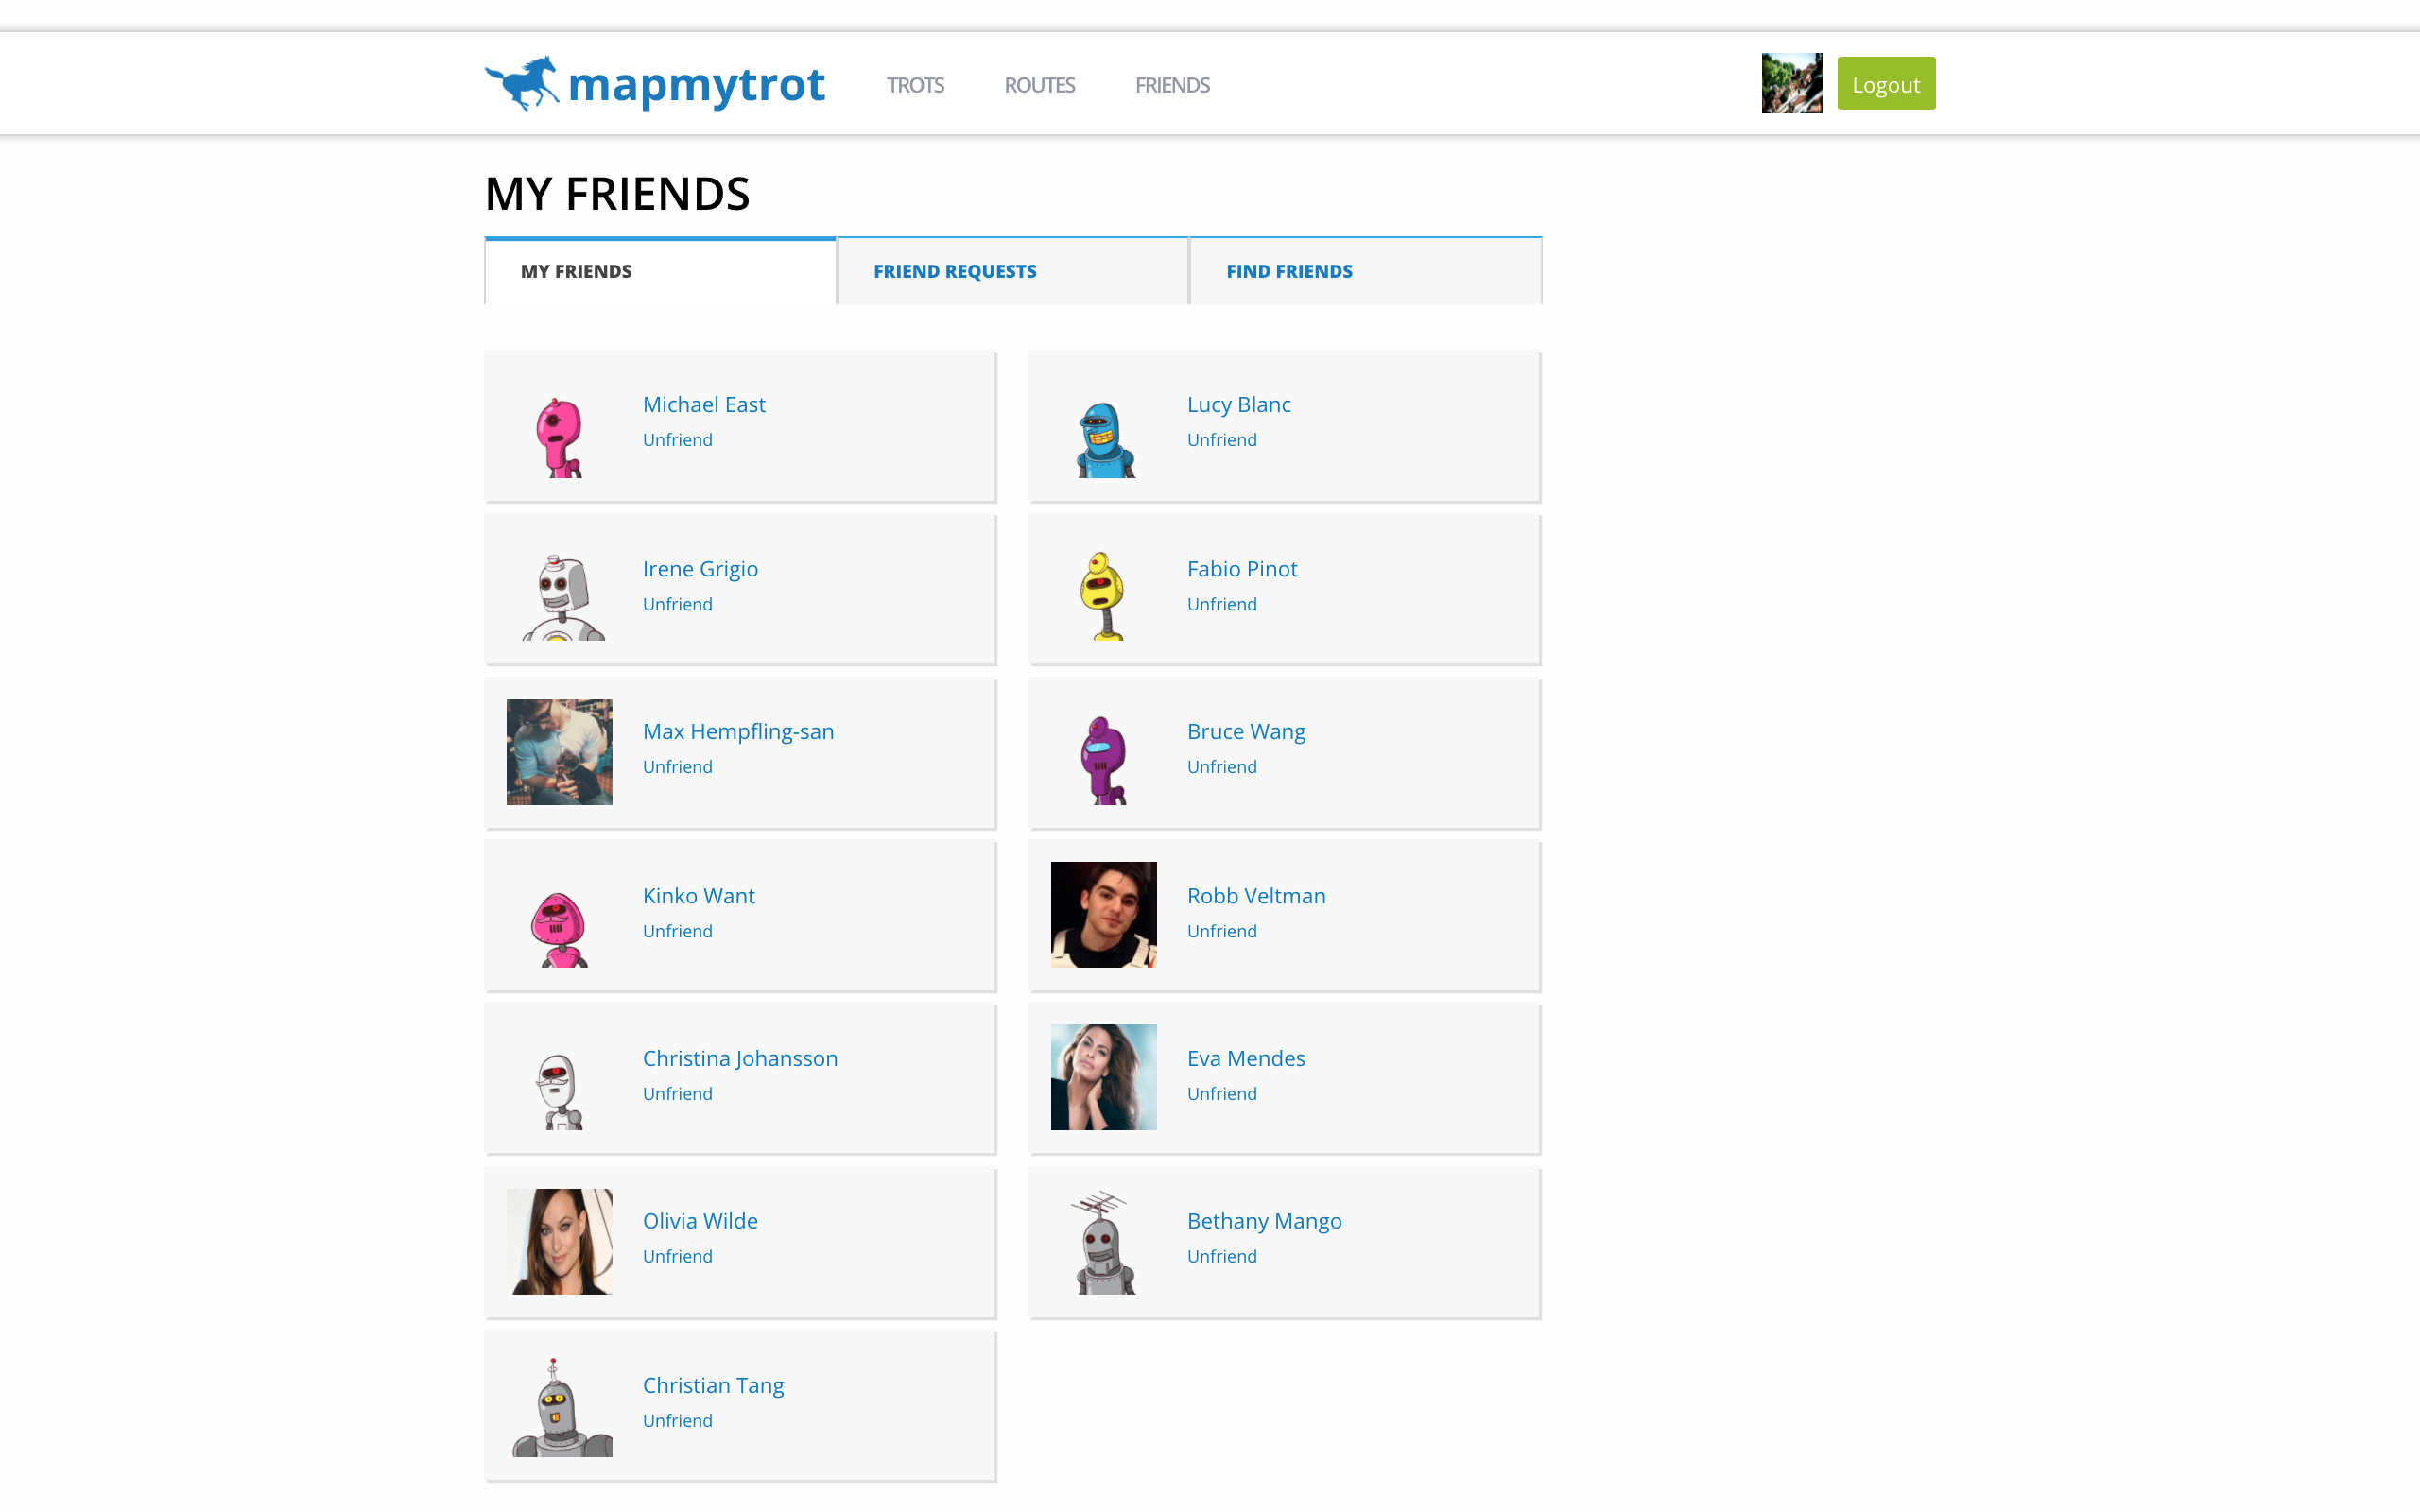 mapmytrot TROTS ROUTES FRIENDS Logout
MY FRIENDS
MY FRIENDS FRIEND REQUESTS FIND FRIENDS
Michael East
Unfriend
Lucy Blanc
Unfriend
Irene Grigio
Unfriend
Fabio Pinot
Unfriend
Max Hempfling-san
Unfriend
Bruce Wang
Unfriend
Kinko Want
Unfriend
Robb Veltman
Unfriend
Christina Johansson
Unfriend
Eva Mendes
Unfriend
Olivia Wilde
Unfriend
Bethany Mango
Unfriend
Christian Tang
Unfriend